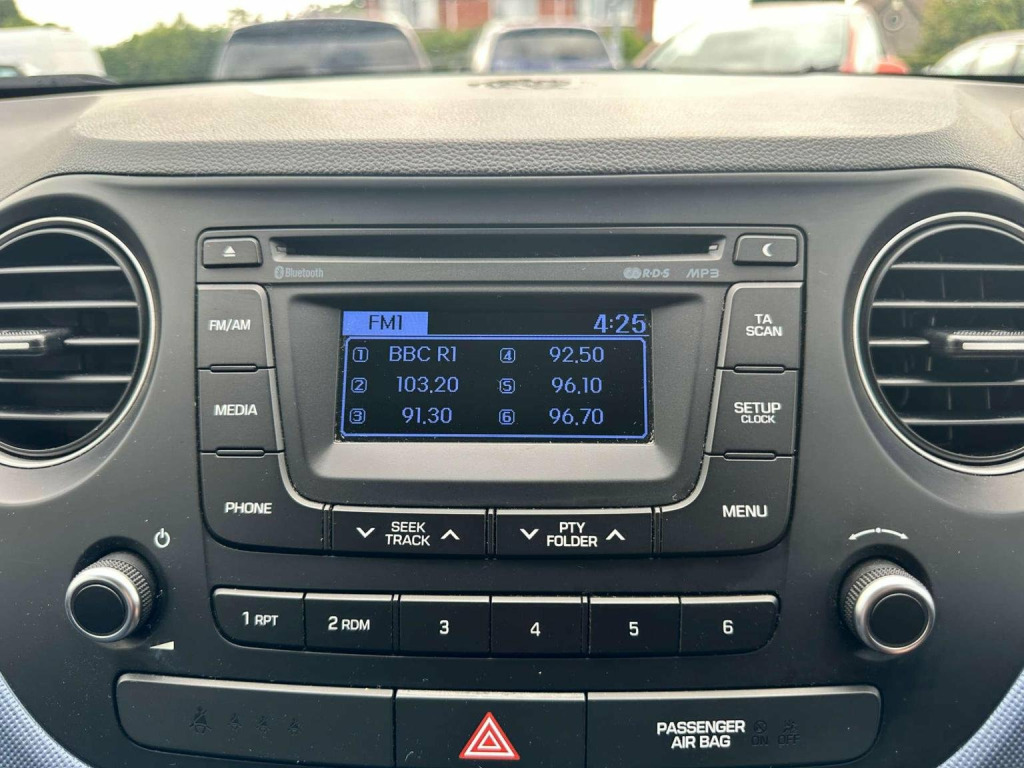 Bluetooth
R·D·S MP3
FM/AM
FM1 4:25
TA
SCAN
1 BBC R1 4 92.50
2 103.20 5 96.10
3 91.30 6 96.70
MEDIA
SETUP
CLOCK
PHONE
SEEK
TRACK
PTY
FOLDER
MENU
1 RPT
2 RDM
3
4
5
6
PASSENGER
AIR BAG
ON OFF